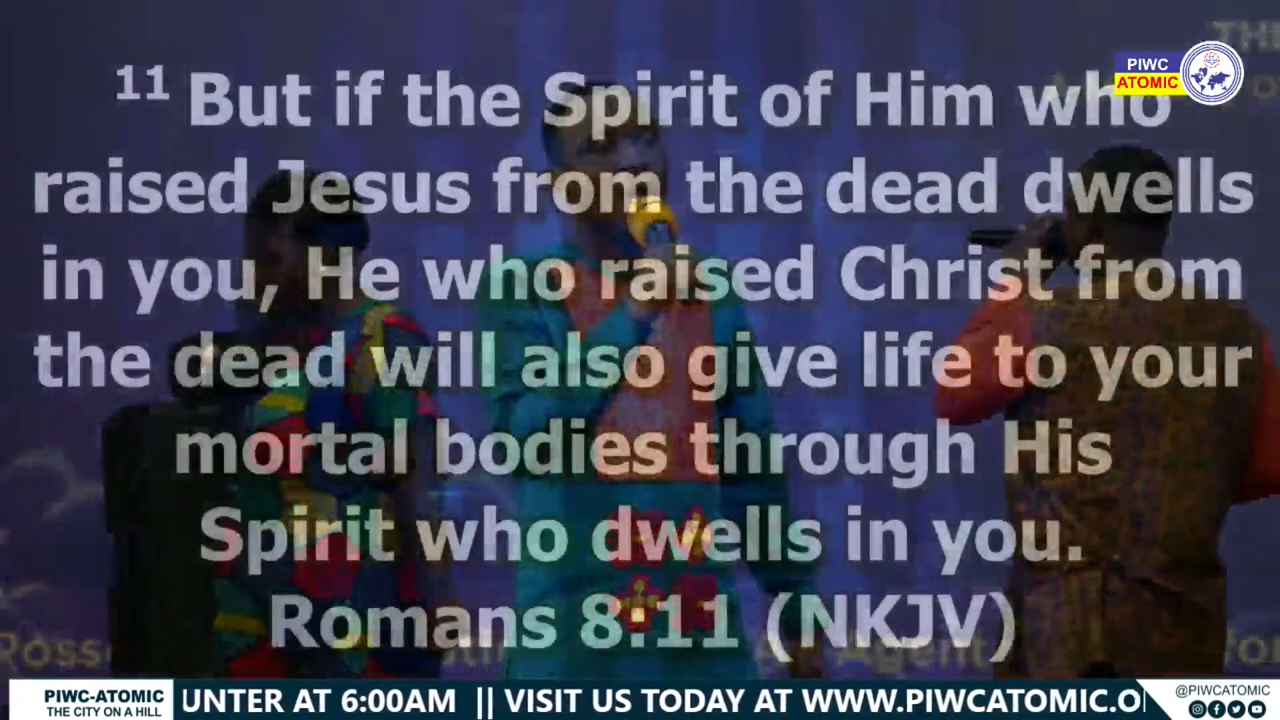 PIWC
ATOMIC
THE
11 But if the Spirit of Him who
raised Jesus from the dead dwells
in you, He who raised Christ from
the dead will also give life to your
mortal bodies through His
Spirit who dwells in you.
Romans 8:11 (NKJV)
PIWC-ATOMIC
THE CITY ON A HILL
UNTER AT 6:00AM || VISIT US TODAY AT WWW.PIWCATOMIC.O
@PIWCATOMIC